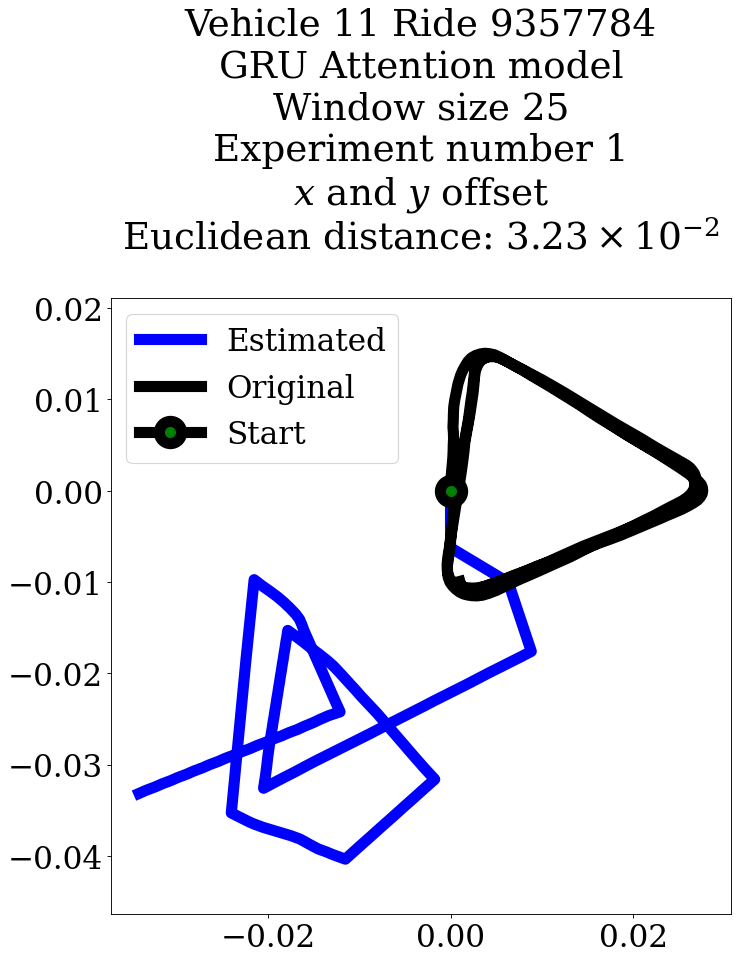 Vehicle 11 Ride 9357784
GRU Attention model
Window size 25
Experiment number 1
x and y offset
Euclidean distance: 3.23 × 10⁻²
0.02
Estimated
0.01
Original
Start
0.00
−0.01
−0.02
−0.03
−0.04
−0.02 0.00 0.02